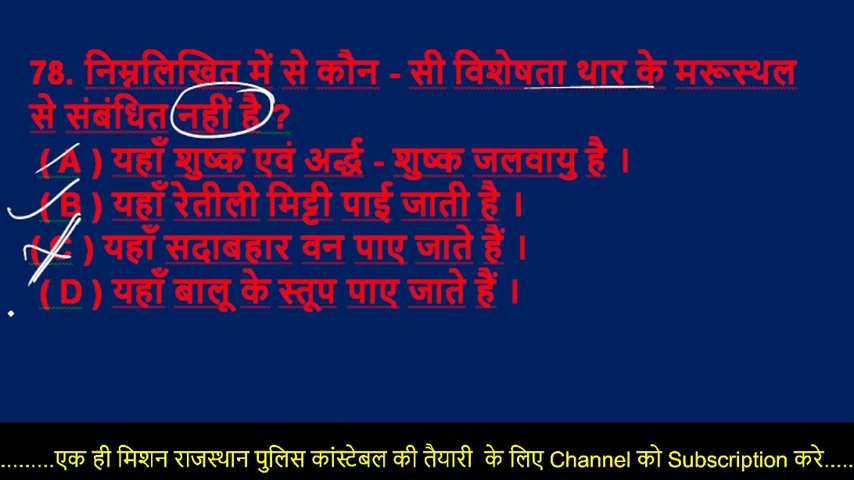 78. निम्नलिखित में से कौन - सी विशेषता थार के मरूस्थल
से संबंधित नहीं है ?
( A ) यहाँ शुष्क एवं अर्द्ध - शुष्क जलवायु है ।
( B ) यहाँ रेतीली मिट्टी पाई जाती है ।
( C ) यहाँ सदाबहार वन पाए जाते हैं ।
( D ) यहाँ बालू के स्तूप पाए जाते हैं ।
.........एक ही मिशन राजस्थान पुलिस कांस्टेबल की तैयारी के लिए Channel को Subscription करे.....